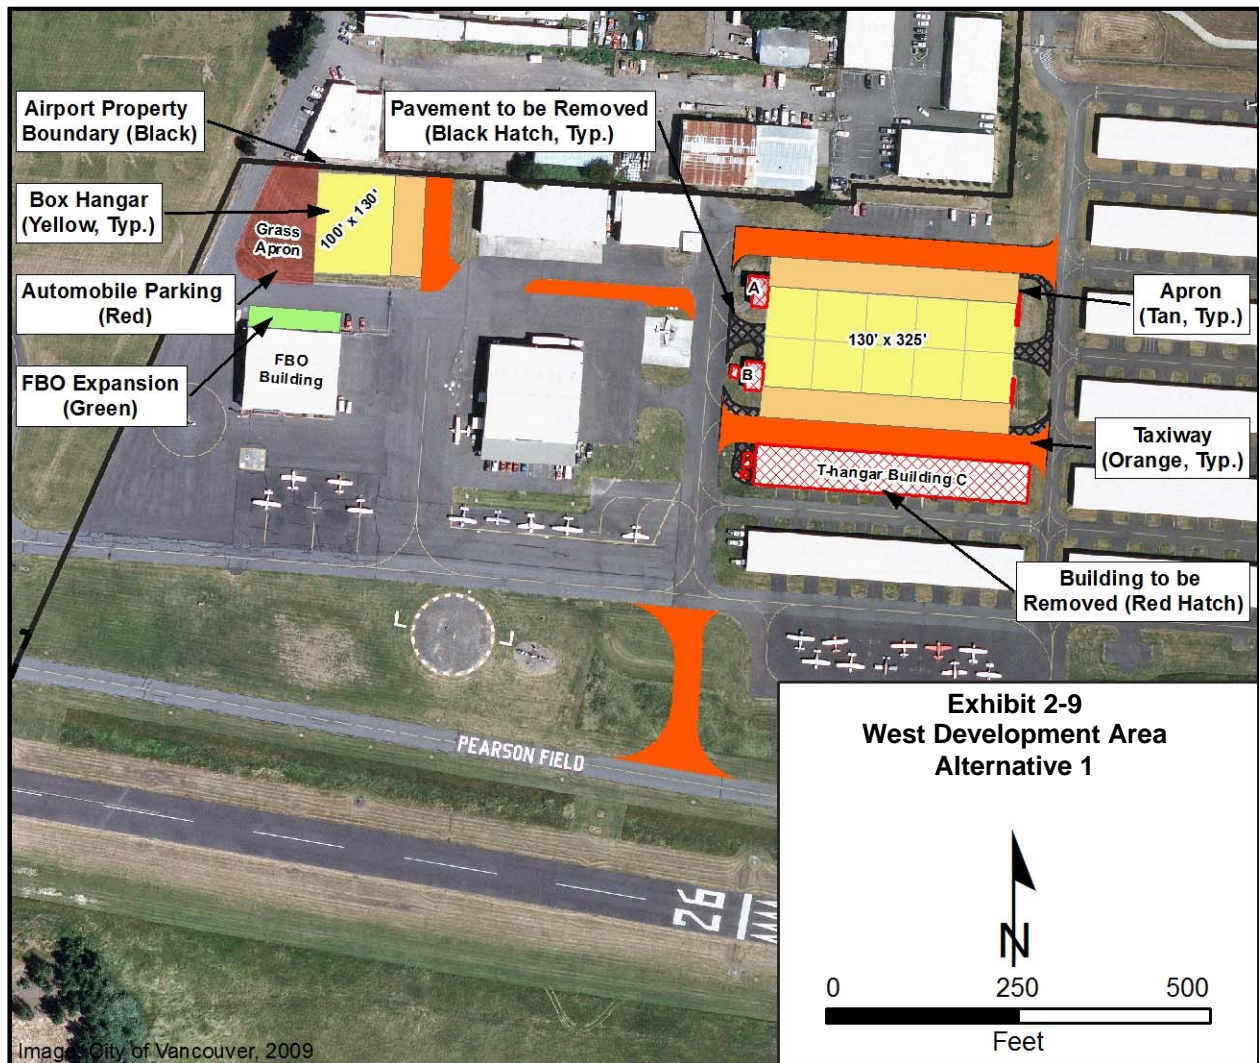 Airport Property
Boundary (Black)
Pavement to be Removed
(Black Hatch, Typ.)
Box Hangar
(Yellow, Typ.)
100' x 130'
Grass
Apron
Automobile Parking
(Red)
A
Apron
(Tan, Typ.)
130' x 325'
FBO Expansion
(Green)
FBO
Building
B
Taxiway
(Orange, Typ.)
T-hangar Building C
Building to be
Removed (Red Hatch)
PEARSON FIELD
26
Exhibit 2-9
West Development Area
Alternative 1
N
0 250 500
Feet
Image: City of Vancouver, 2009